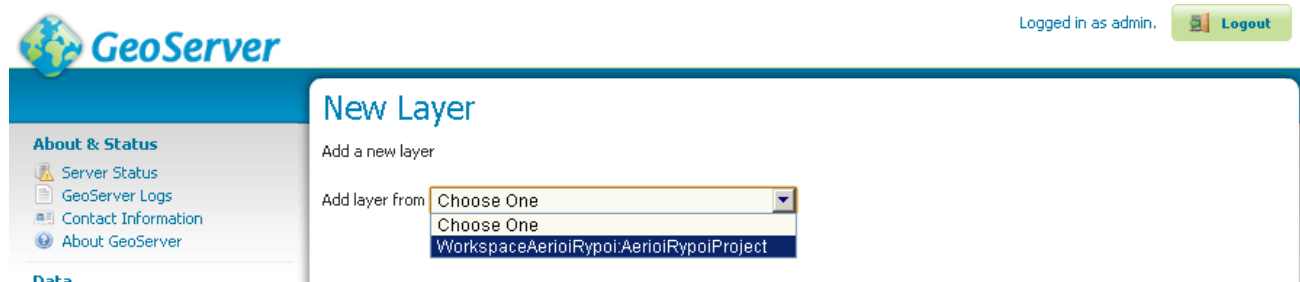 GeoServer
Logged in as admin.
Logout
New Layer
Add a new layer
Add layer from Choose One
Choose One
WorkspaceAerioiRypoi:AerioiRypoiProject
About & Status
Server Status
GeoServer Logs
Contact Information
About GeoServer
Data